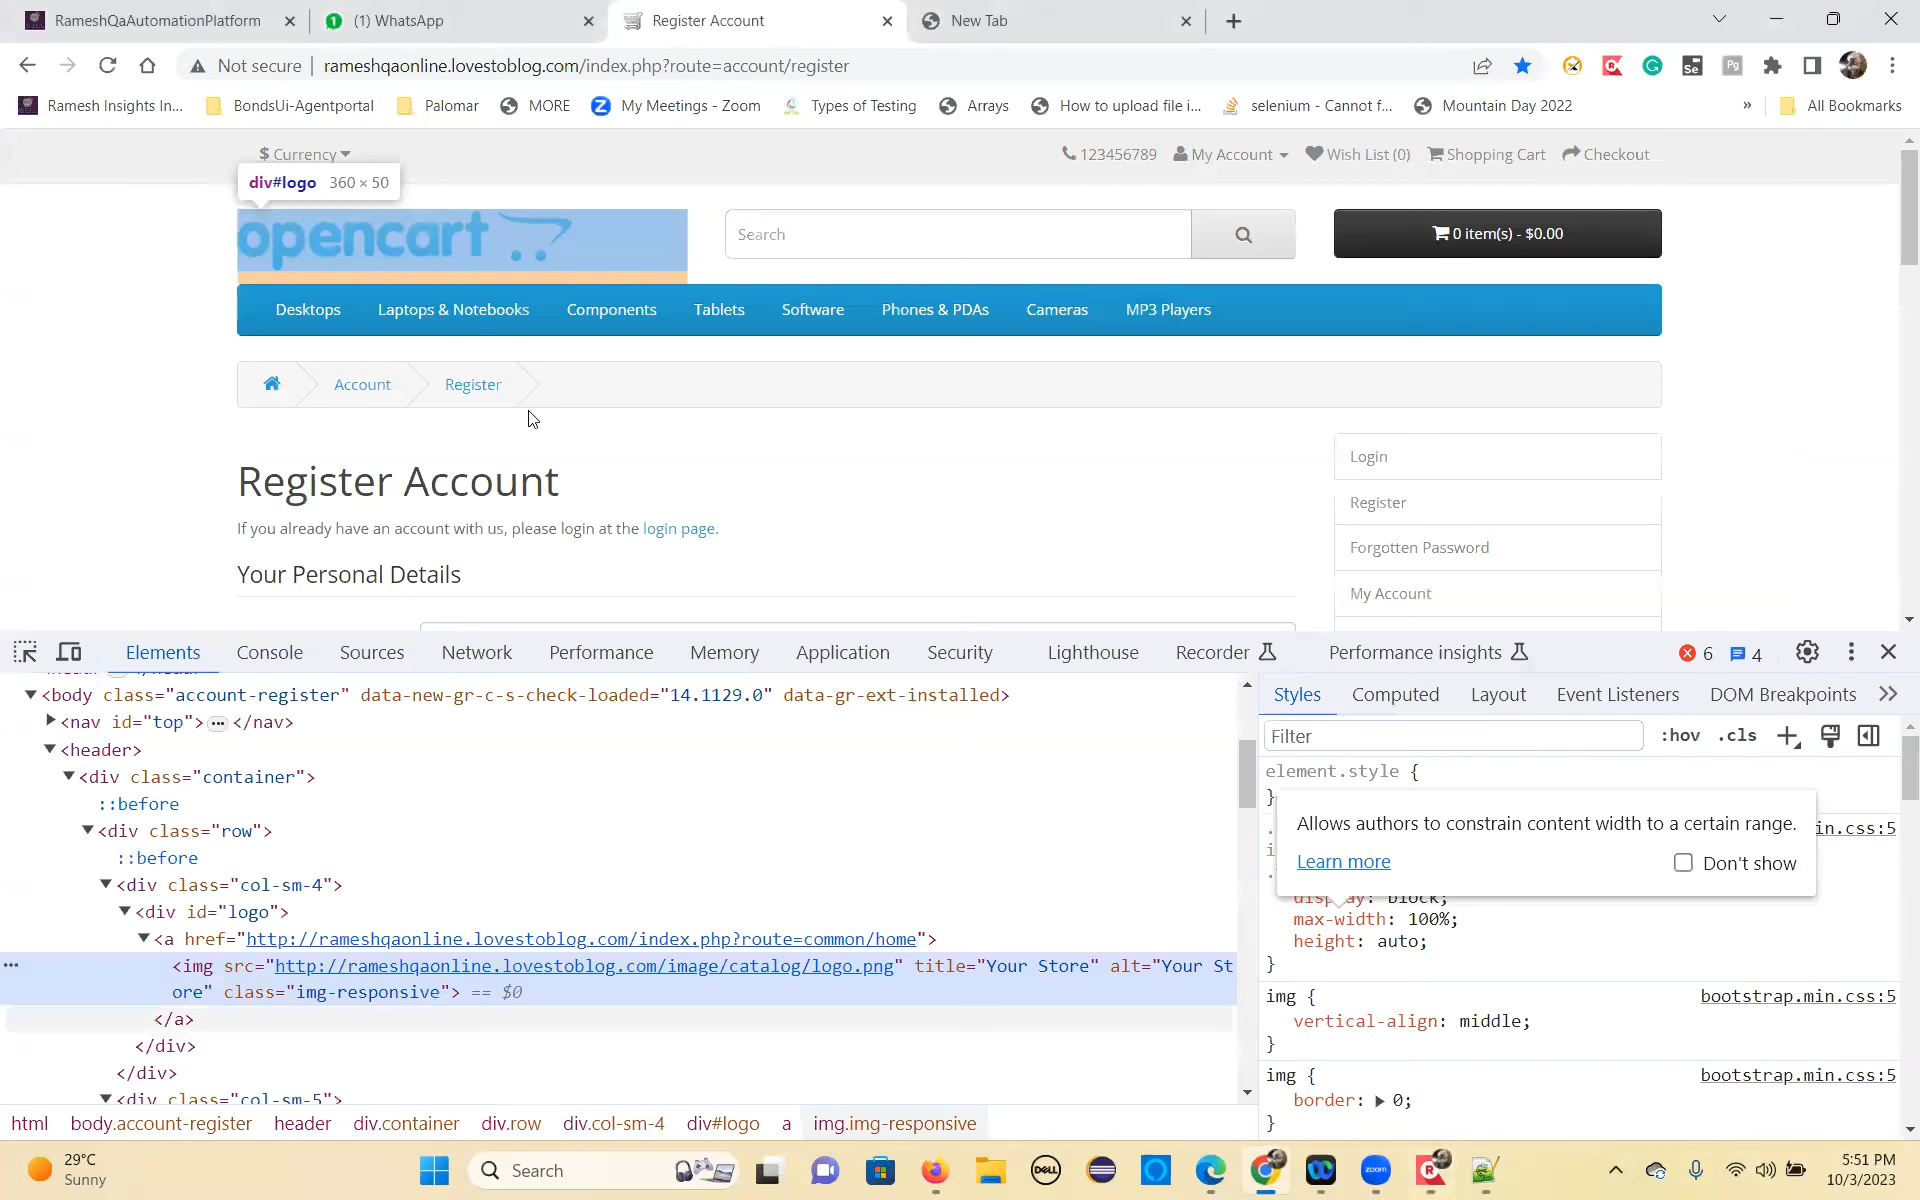 RameshQaAutomationPlatform
(1) WhatsApp
Register Account
New Tab
Not secure | rameshqaonline.lovestoblog.com/index.php?route=account/register
Ramesh Insights In...
BondsUi-Agentportal
Palomar
MORE
My Meetings - Zoom
Types of Testing
Arrays
How to upload file i...
selenium - Cannot f...
Mountain Day 2022
»
All Bookmarks
$ Currency
123456789
My Account
Wish List (0)
Shopping Cart
Checkout
div#logo 360 × 50
opencart
Search
0 item(s) - $0.00
Desktops
Laptops & Notebooks
Components
Tablets
Software
Phones & PDAs
Cameras
MP3 Players
Account
Register
Register Account
If you already have an account with us, please login at the login page.
Your Personal Details
Login
Register
Forgotten Password
My Account
Elements
Console
Sources
Network
Performance
Memory
Application
Security
Lighthouse
Recorder
Performance insights
6
4
<body class="account-register" data-new-gr-c-s-check-loaded="14.1129.0" data-gr-ext-installed>
<nav id="top"> ... </nav>
<header>
<div class="container">
::before
<div class="row">
::before
<div class="col-sm-4">
<div id="logo">
<a href="http://rameshqaonline.lovestoblog.com/index.php?route=common/home">
<img src="http://rameshqaonline.lovestoblog.com/image/catalog/logo.png" title="Your Store" alt="Your St
ore" class="img-responsive"> == $0
</a>
</div>
</div>
<div class="col-sm-5">
html
body.account-register
header
div.container
div.row
div.col-sm-4
div#logo
a
img.img-responsive
Styles
Computed
Layout
Event Listeners
DOM Breakpoints
»
Filter
:hov
.cls
element.style {
}
in.css:5
Allows authors to constrain content width to a certain range.
Learn more
Don't show
display: block;
max-width: 100%;
height: auto;
}
img {
bootstrap.min.css:5
vertical-align: middle;
}
img {
bootstrap.min.css:5
border: 0;
}
29°C
Sunny
Search
DELL
zoom
5:51 PM
10/3/2023